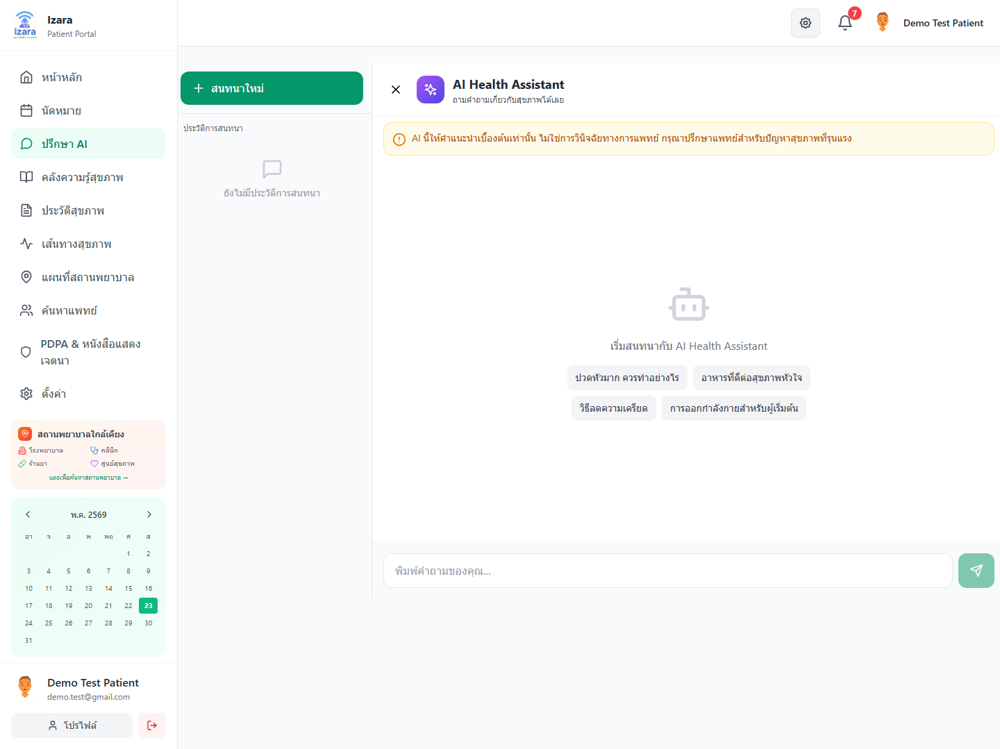 izara
Izara
Patient Portal
7
Demo Test Patient
หน้าหลัก
นัดหมาย
ปรึกษา AI
คลังความรู้สุขภาพ
ประวัติสุขภาพ
เส้นทางสุขภาพ
แผนที่สถานพยาบาล
ค้นหาแพทย์
PDPA & หนังสือแสดง
เจตนา
ตั้งค่า
สถานพยาบาลใกล้เคียง
โรงพยาบาล
คลินิก
ร้านยา
ศูนย์สุขภาพ
แตะเพื่อค้นหาสถานพยาบาล →
พ.ค. 2569
อา จ อ พ พฤ ศ ส
1 2
3 4 5 6 7 8 9
10 11 12 13 14 15 16
17 18 19 20 21 22 23
24 25 26 27 28 29 30
31
Demo Test Patient
demo.test@gmail.com
โปรไฟล์
สนทนาใหม่
ประวัติการสนทนา
ยังไม่มีประวัติการสนทนา
AI Health Assistant
ถามคำถามเกี่ยวกับสุขภาพได้เลย
AI นี้ให้คำแนะนำเบื้องต้นเท่านั้น ไม่ใช่การวินิจฉัยทางการแพทย์ กรุณาปรึกษาแพทย์สำหรับปัญหาสุขภาพที่รุนแรง
เริ่มสนทนากับ AI Health Assistant
ปวดหัวมาก ควรทำอย่างไร
อาหารที่ดีต่อสุขภาพหัวใจ
วิธีลดความเครียด
การออกกำลังกายสำหรับผู้เริ่มต้น
พิมพ์คำถามของคุณ...